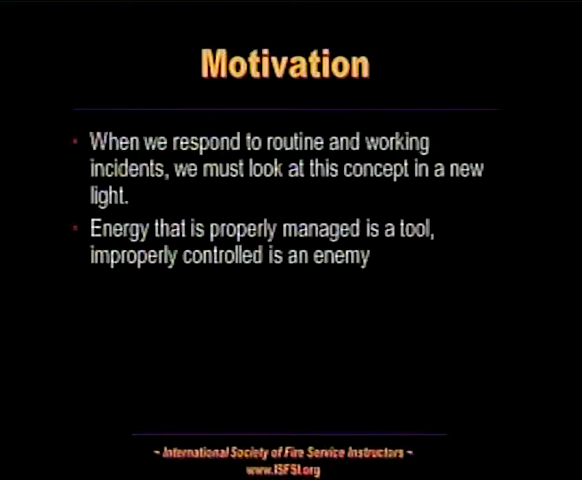 Motivation
• When we respond to routine and working
incidents, we must look at this concept in a new
light.
• Energy that is properly managed is a tool,
improperly controlled is an enemy
~ International Society of Fire Service Instructors ~
www.ISFSI.org